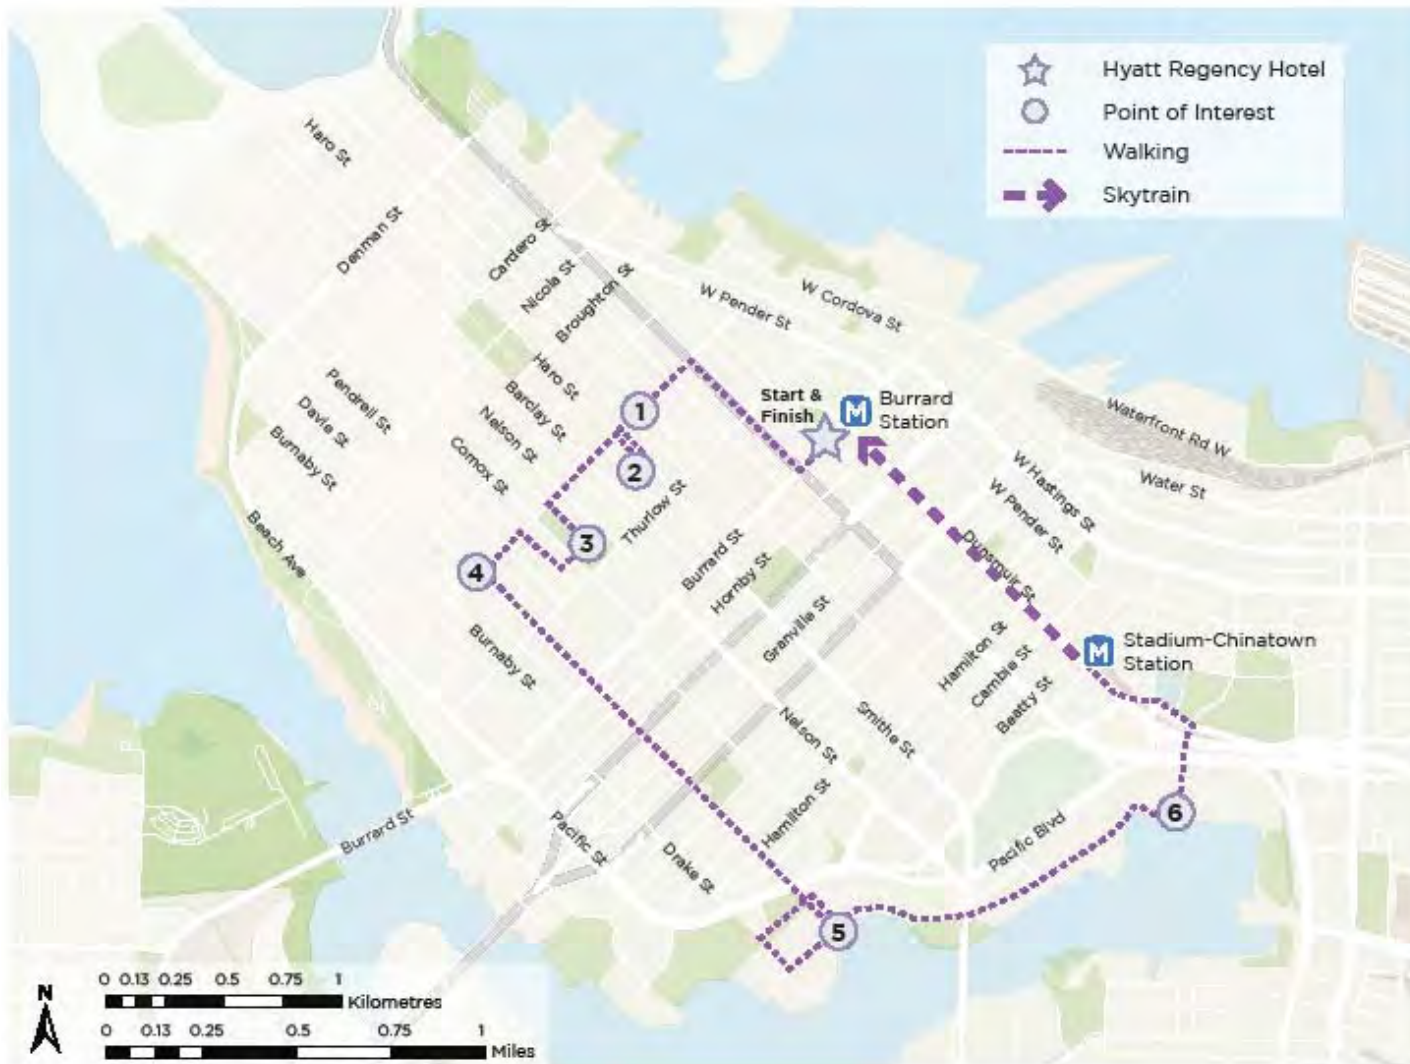 Hyatt Regency Hotel
Point of Interest
Walking
Skytrain
Haro St
Denman St
Cardero St
Nicola St
Broughton St
W Pender St
W Cordova St
Haro St
Barclay St
Nelson St
Comox St
Pendrell St
Davie St
Burnaby St
Beach Ave
Start &
Finish
M
Burrard
Station
Waterfront Rd W
Water St
W Hastings St
W Pender St
Dunsmuir St
1
2
3
4
Thurlow St
Burrard St
Hornby St
Granville St
Hamilton St
Cambie St
Beatty St
M
Stadium-Chinatown
Station
Burnaby St
Nelson St
Smithe St
Hamilton St
Pacific St
Drake St
Burrard St
Pacific Blvd
5
6
N
0 0.13 0.25 0.5 0.75 1
Kilometres
0 0.13 0.25 0.5 0.75 1
Miles